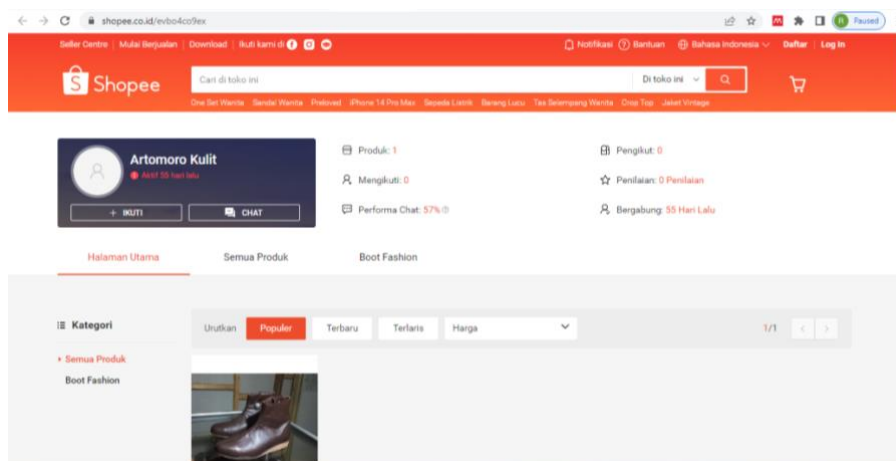 shopee.co.id/evbo4co9ex
Paused
Seller Centre | Mulai Berjualan | Download | Ikuti kami di
Notifikasi Bantuan Bahasa Indonesia Daftar | Log In
Shopee
Cari di toko ini
Di toko ini
One Set Wanita Sandal Wanita Preloved iPhone 14 Pro Max Sepeda Listrik Barang Lucu Tas Selempang Wanita Crop Top Jaket Vintage
Artomoro Kulit
Aktif 55 hari lalu
+ IKUTI
CHAT
Produk: 1
Pengikut: 0
Mengikuti: 0
Penilaian: 0 Penilaian
Performa Chat: 57%
Bergabung: 55 Hari Lalu
Halaman Utama
Semua Produk
Boot Fashion
Kategori
Urutkan
Populer
Terbaru
Terlaris
Harga
1/1
Semua Produk
Boot Fashion